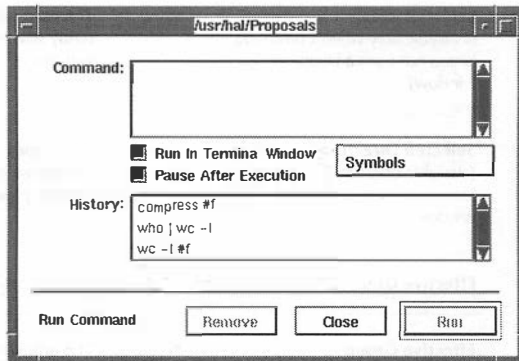 /usr/hal/Proposals
Command:
Run In Termina Window
Symbols
Pause After Execution
History:
compress #f
who | wc -l
wc -l #f
Run Command
Remove
Close
Run